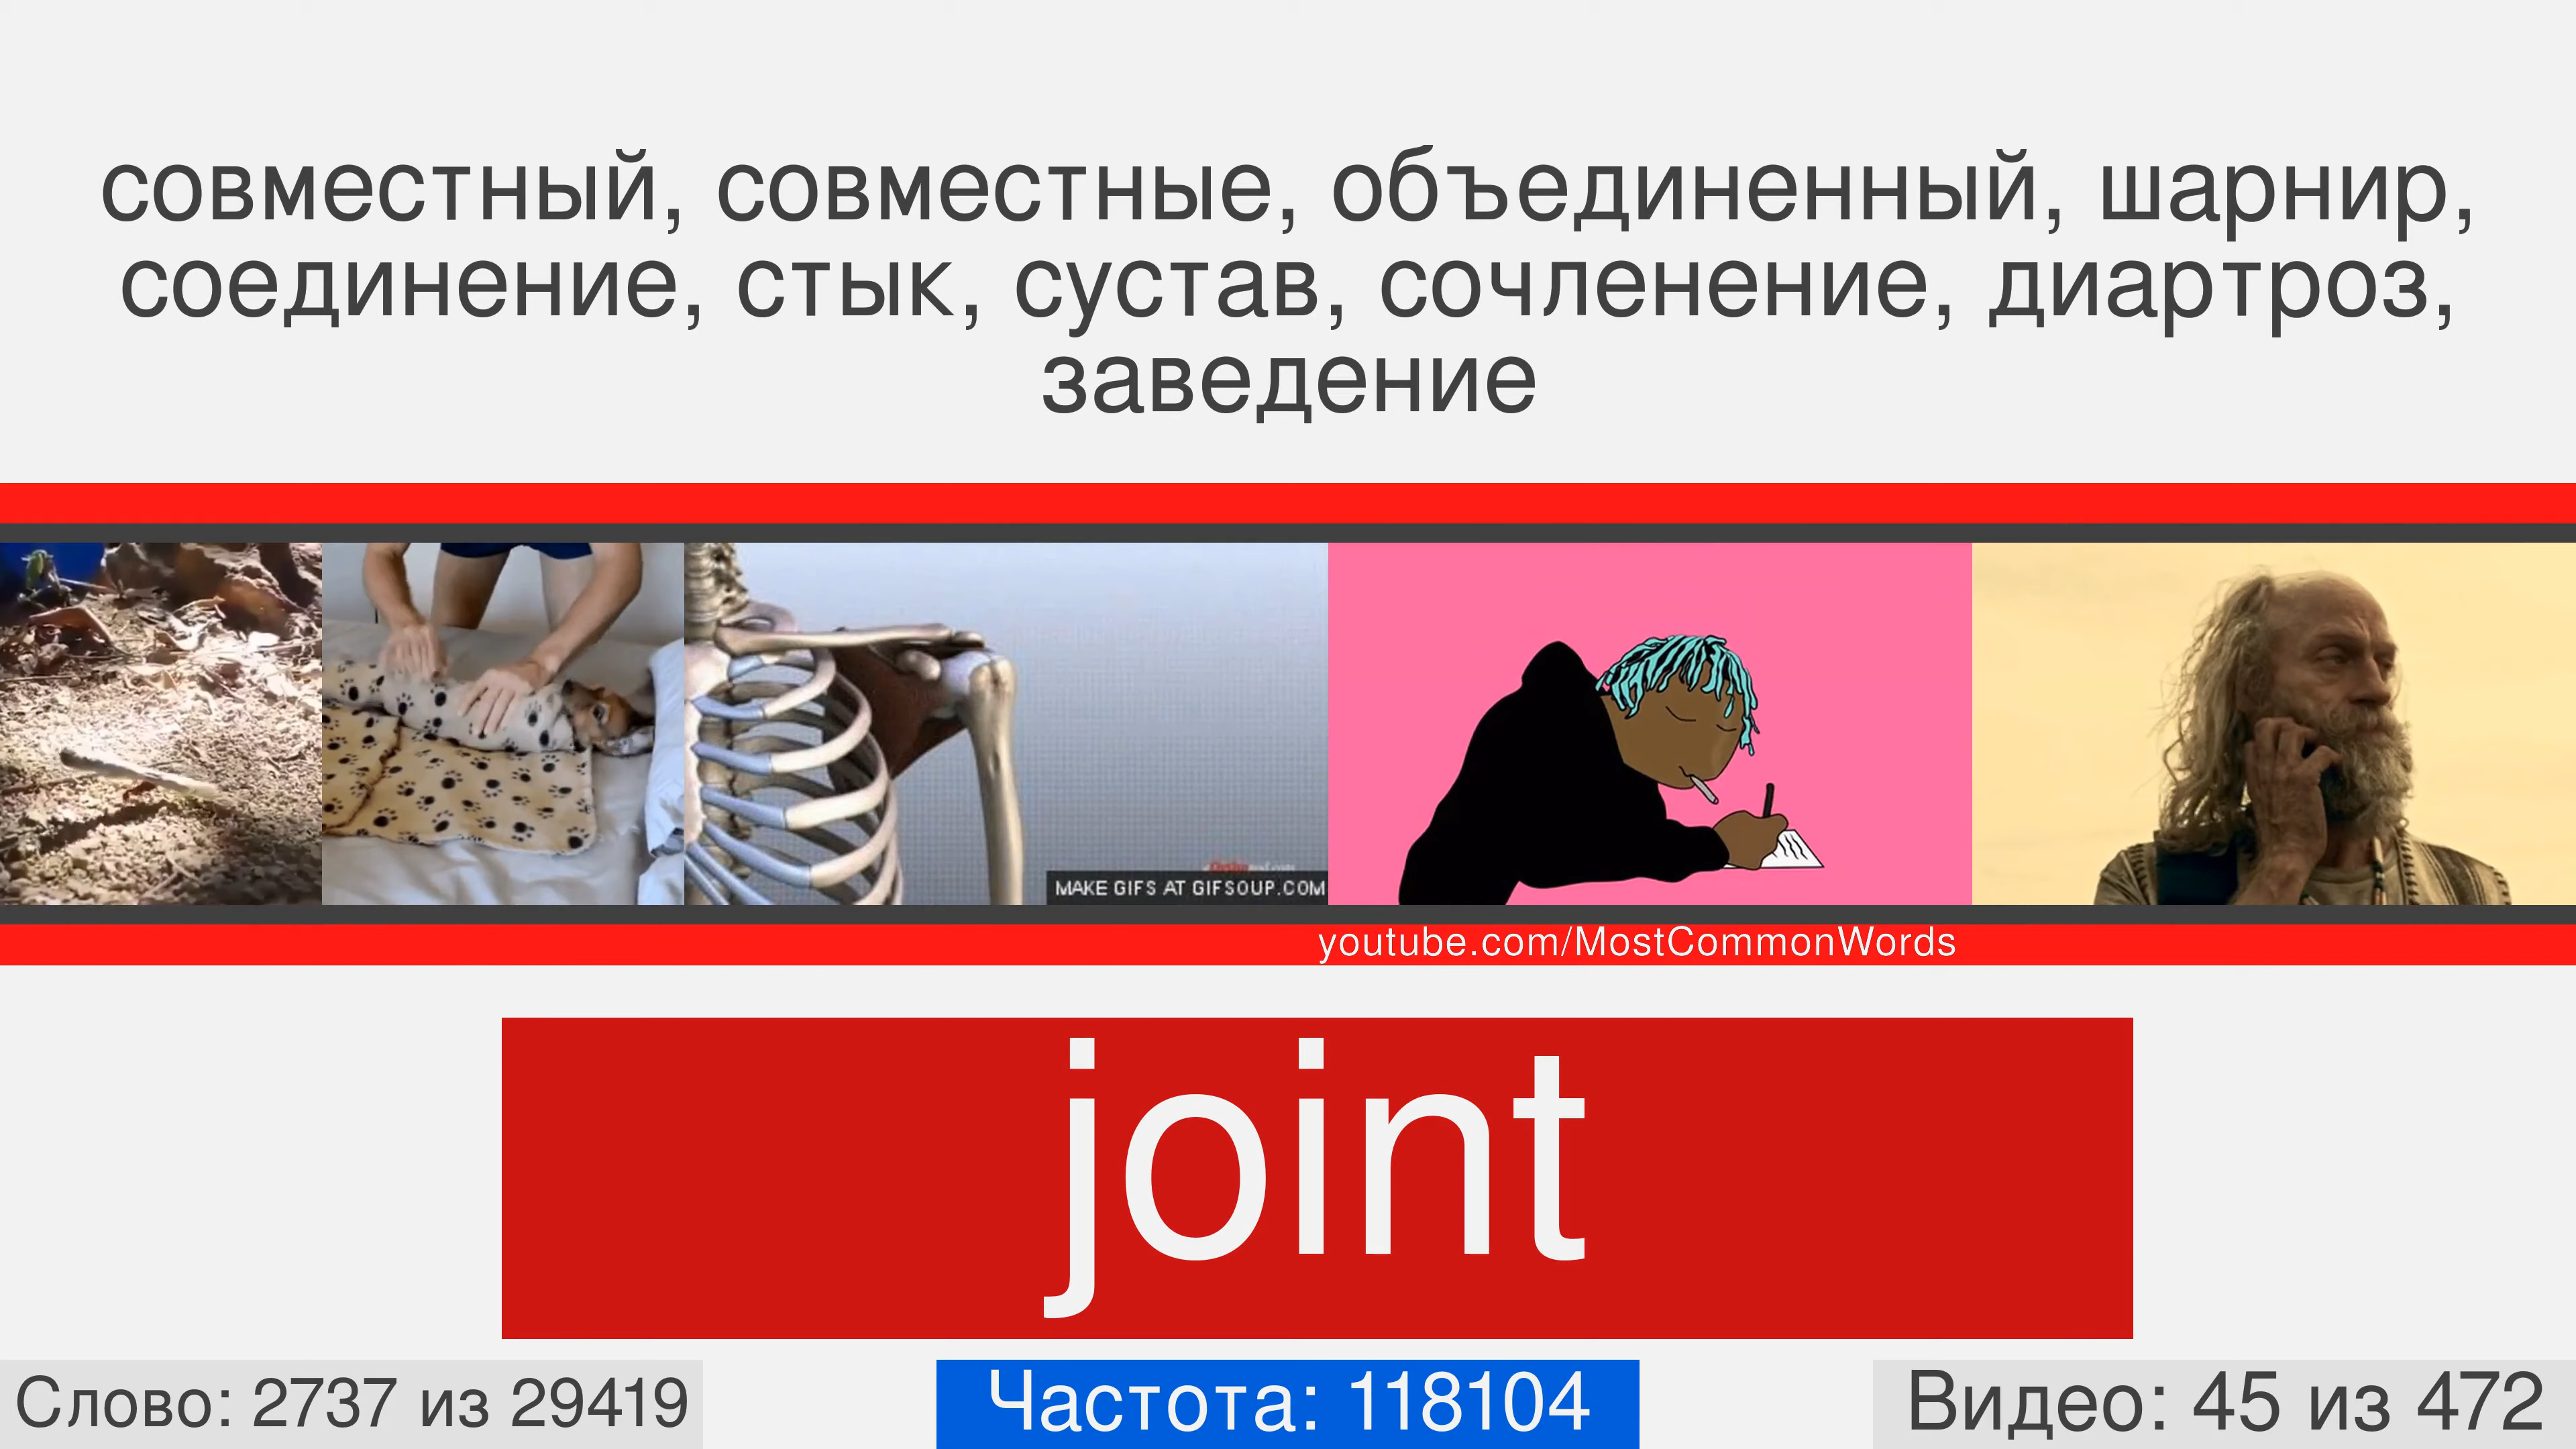 совместный, совместные, объединенный, шарнир,
соединение, стык, сустав, сочленение, диартроз,
заведение
MAKE GIFS AT GIFSOUP.COM
youtube.com/MostCommonWords
joint
Слово: 2737 из 29419
Частота: 118104
Видео: 45 из 472